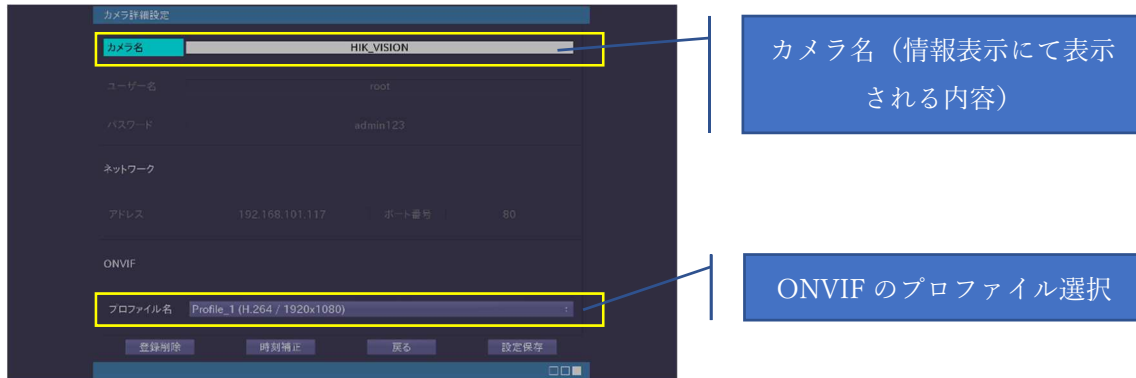 カメラ詳細設定
カメラ名 HIK_VISION
カメラ名（情報表示にて表示
される内容）
ユーザー名 root
パスワード admin123
ネットワーク
アドレス 192.168.101.117 ポート番号 80
ONVIF
プロファイル名 Profile_1 (H.264 / 1920x1080)
ONVIF のプロファイル選択
登録削除 時刻補正 戻る 設定保存